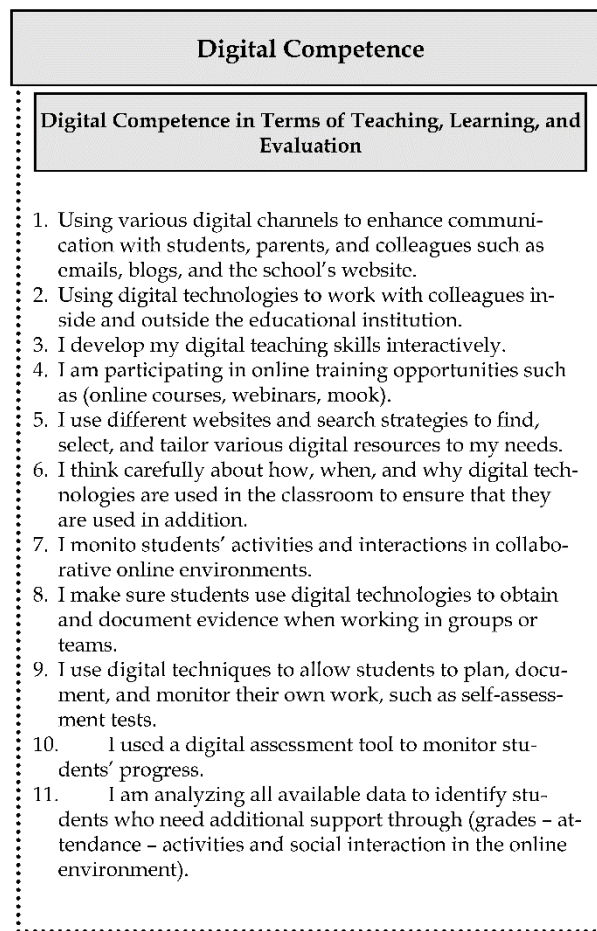 Digital Competence
Digital Competence in Terms of Teaching, Learning, and
Evaluation
1. Using various digital channels to enhance communi-
cation with students, parents, and colleagues such as
emails, blogs, and the school’s website.
2. Using digital technologies to work with colleagues in-
side and outside the educational institution.
3. I develop my digital teaching skills interactively.
4. I am participating in online training opportunities such
as (online courses, webinars, mook).
5. I use different websites and search strategies to find,
select, and tailor various digital resources to my needs.
6. I think carefully about how, when, and why digital tech-
nologies are used in the classroom to ensure that they
are used in addition.
7. I monito students’ activities and interactions in collabo-
rative online environments.
8. I make sure students use digital technologies to obtain
and document evidence when working in groups or
teams.
9. I use digital techniques to allow students to plan, docu-
ment, and monitor their own work, such as self-assess-
ment tests.
10. I used a digital assessment tool to monitor stu-
dents’ progress.
11. I am analyzing all available data to identify stu-
dents who need additional support through (grades – at-
tendance – activities and social interaction in the online
environment).